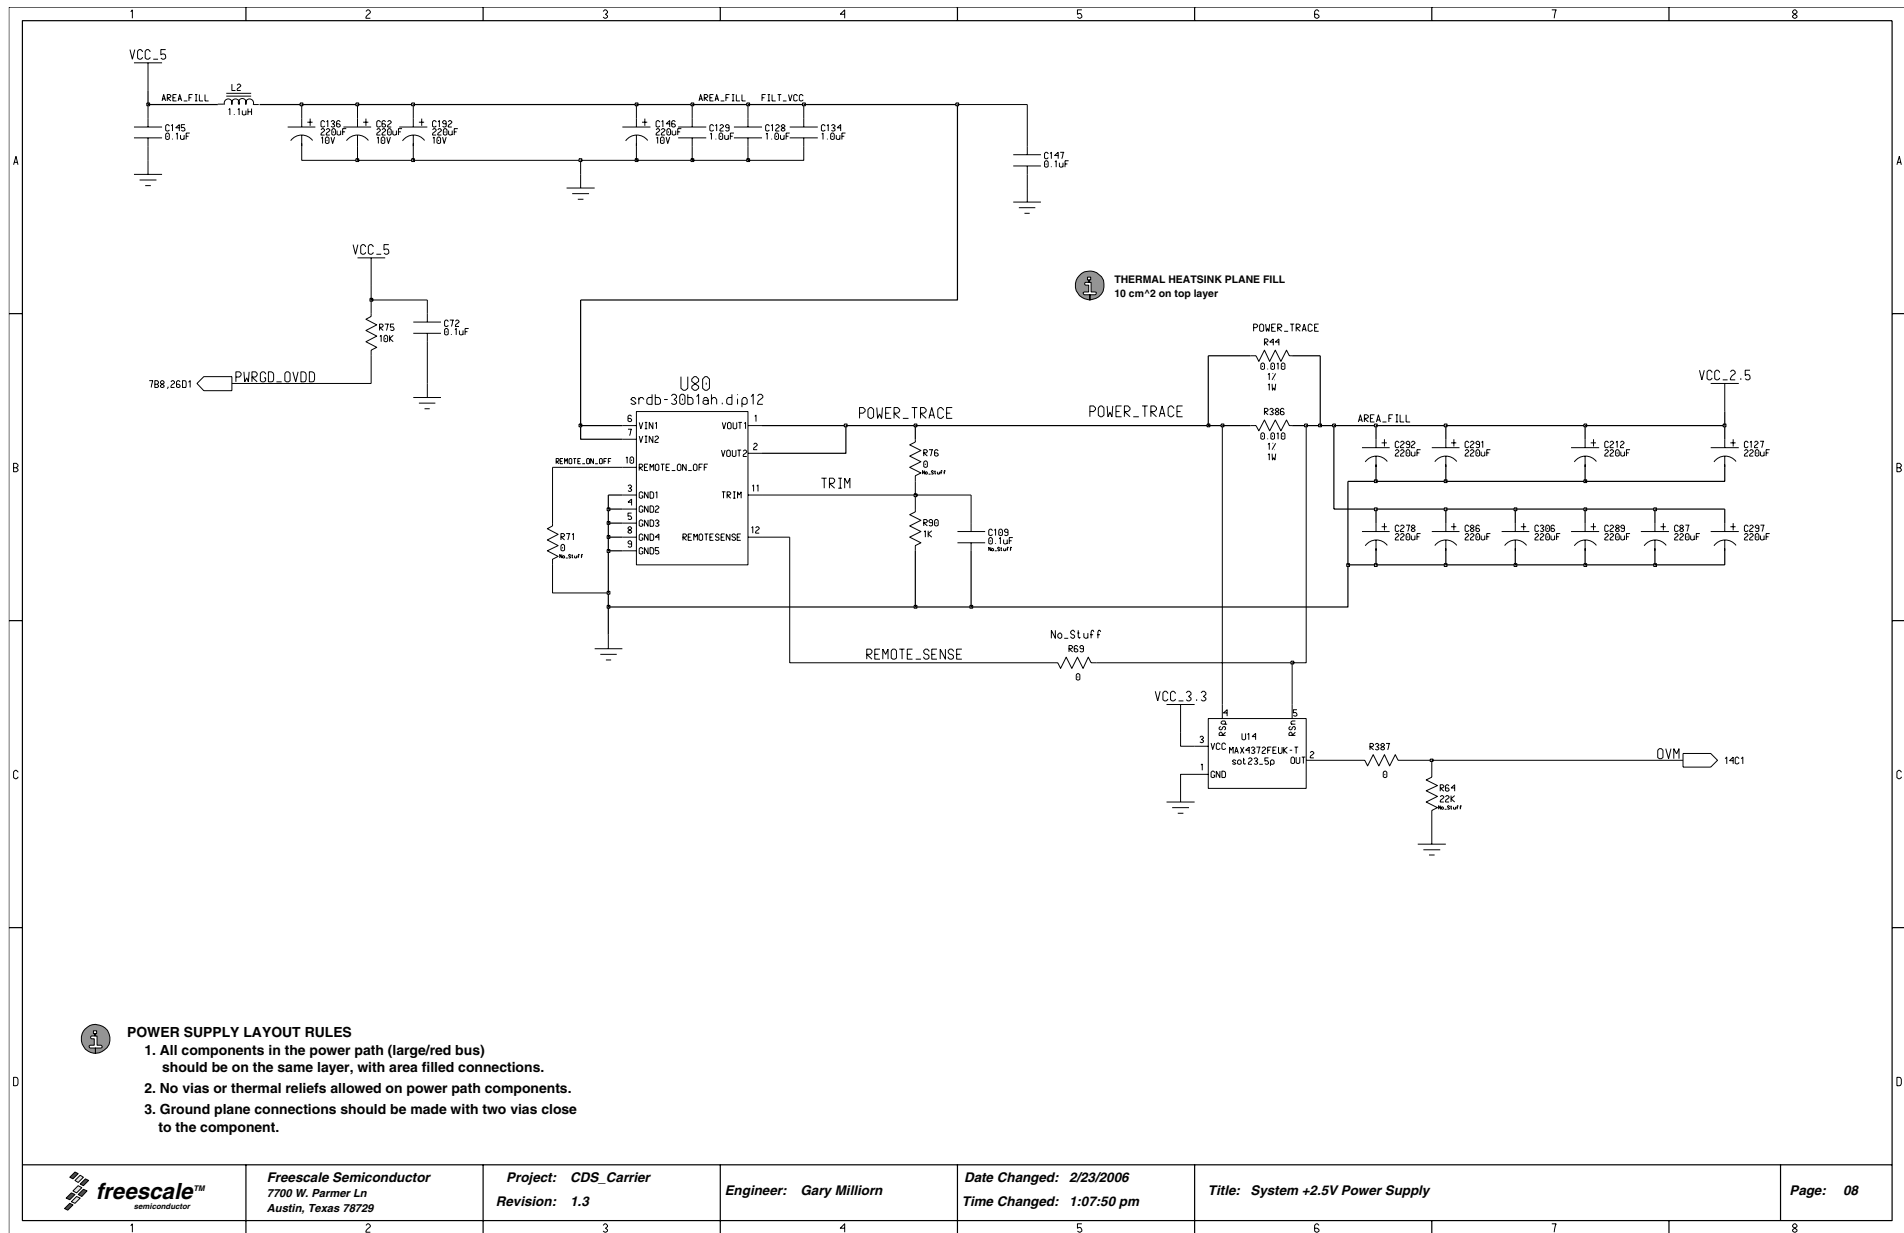 1 2 3 4 5 6 7 8
VCC_5
AREA_FILL
L2
1.1uH
AREA_FILL
FILT_VCC
C145
0.1uF
C136
220uF
10V
C62
220uF
10V
C192
220uF
10V
C146
220uF
10V
C129
1.0uF
C128
1.0uF
C134
1.0uF
A
A
C147
0.1uF
VCC_5
THERMAL HEATSINK PLANE FILL
10 cm^2 on top layer
R75
10K
C72
0.1uF
7B8,26D1
PWRGD_OVDD
POWER_TRACE
R44
0.010
1%
1W
U80
srdb-30b1ah.dip12
6 VIN1
7 VIN2
10 REMOTE_ON_OFF
3 GND1
4 GND2
5 GND3
8 GND4
9 GND5
VOUT1 1
VOUT2 2
TRIM 11
REMOTESENSE 12
REMOTE_ON_OFF
R71
0
No_Stuff
POWER_TRACE
POWER_TRACE
R386
0.010
1%
1W
AREA_FILL
VCC_2.5
R76
0
No_Stuff
TRIM
R90
1K
C109
0.1uF
No_Stuff
B
B
C292
220uF
C291
220uF
C212
220uF
C127
220uF
C278
220uF
C86
220uF
C306
220uF
C289
220uF
C87
220uF
C297
220uF
No_Stuff
R69
0
REMOTE_SENSE
VCC_3.3
4 RSp
5 RSn
U14
MAX4372FEUK-T
sot23_5p
3 VCC
1 GND
OUT 2
R387
0
OVM
14C1
R64
22K
No_Stuff
C
C
POWER SUPPLY LAYOUT RULES
1. All components in the power path (large/red bus)
should be on the same layer, with area filled connections.
2. No vias or thermal reliefs allowed on power path components.
3. Ground plane connections should be made with two vias close
to the component.
D
D
freescale™
semiconductor
Freescale Semiconductor
7700 W. Parmer Ln
Austin, Texas 78729
Project: CDS_Carrier
Revision: 1.3
Engineer: Gary Milliorn
Date Changed: 2/23/2006
Time Changed: 1:07:50 pm
Title: System +2.5V Power Supply
Page: 08
1 2 3 4 5 6 7 8